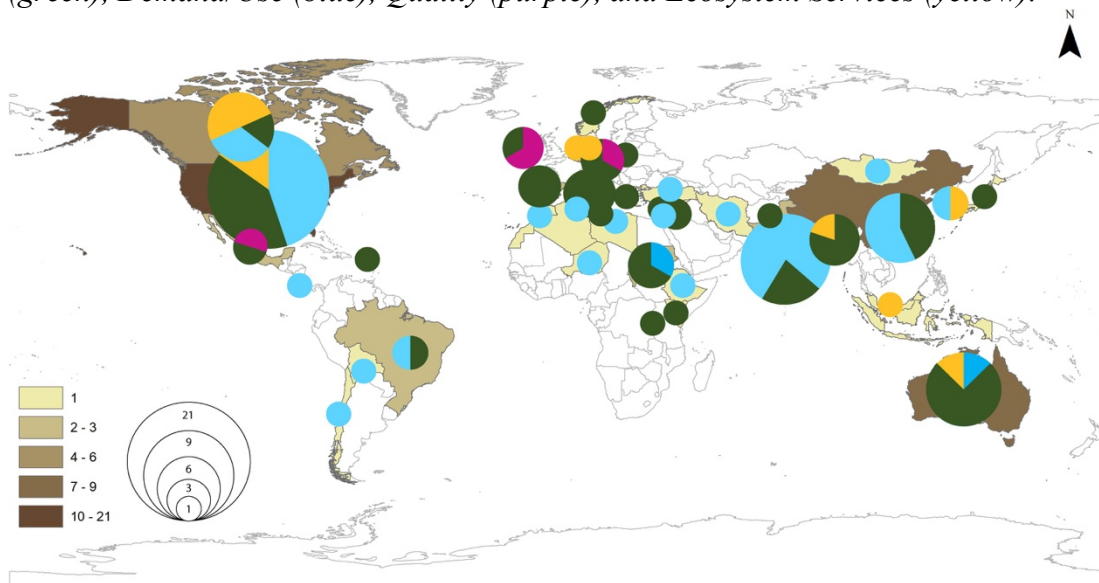 (green), Demand/Use (blue), Quality (purple), and Ecosystem Services (yellow).
N
1
2 - 3
4 - 6
7 - 9
10 - 21
21
9
6
3
1